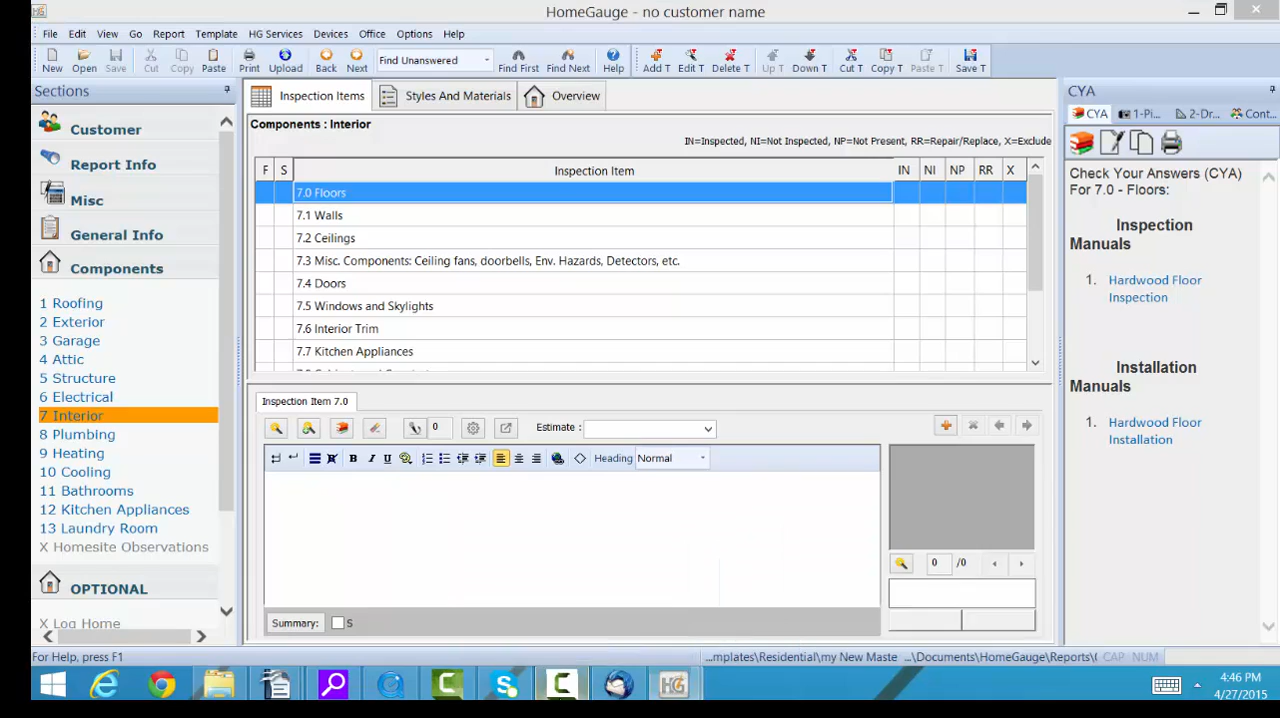 HG HomeGauge - no customer name
File Edit View Go Report Template HG Services Devices Office Options Help
New Open Save Cut Copy Paste Print Upload Back Next Find Unanswered Find First Find Next Help Add T Edit T Delete T Up T Down T Cut T Copy T Paste T Save T
Sections
Customer
Report Info
Misc
General Info
Components
1 Roofing
2 Exterior
3 Garage
4 Attic
5 Structure
6 Electrical
7 Interior
8 Plumbing
9 Heating
10 Cooling
11 Bathrooms
12 Kitchen Appliances
13 Laundry Room
X Homesite Observations
OPTIONAL
X Log Home
Inspection Items Styles And Materials Overview
Components : Interior
IN=Inspected, NI=Not Inspected, NP=Not Present, RR=Repair/Replace, X=Exclude
F S Inspection Item IN NI NP RR X
7.0 Floors
7.1 Walls
7.2 Ceilings
7.3 Misc. Components: Ceiling fans, doorbells, Env. Hazards, Detectors, etc.
7.4 Doors
7.5 Windows and Skylights
7.6 Interior Trim
7.7 Kitchen Appliances
Inspection Item 7.0
0 Estimate :
B I U Heading Normal
0 /0
Summary: S
CYA
CYA 1-Pi... 2-Dr... Cont...
Check Your Answers (CYA)
For 7.0 - Floors:
Inspection
Manuals
1. Hardwood Floor
Inspection
Installation
Manuals
1. Hardwood Floor
Installation
For Help, press F1 ...mplates\Residential\my New Maste ...\Documents\HomeGauge\Reports\( CAP NUM
HG
4:46 PM
4/27/2015